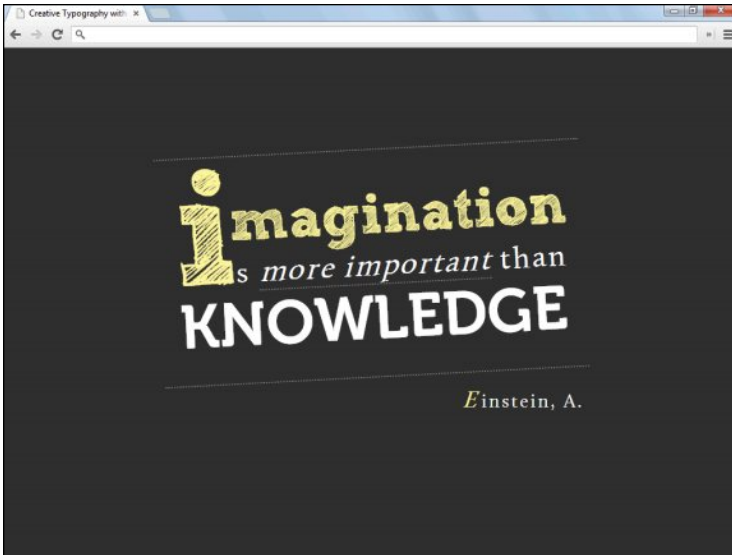 Creative Typography with
imagination
is more important than
KNOWLEDGE
Einstein, A.